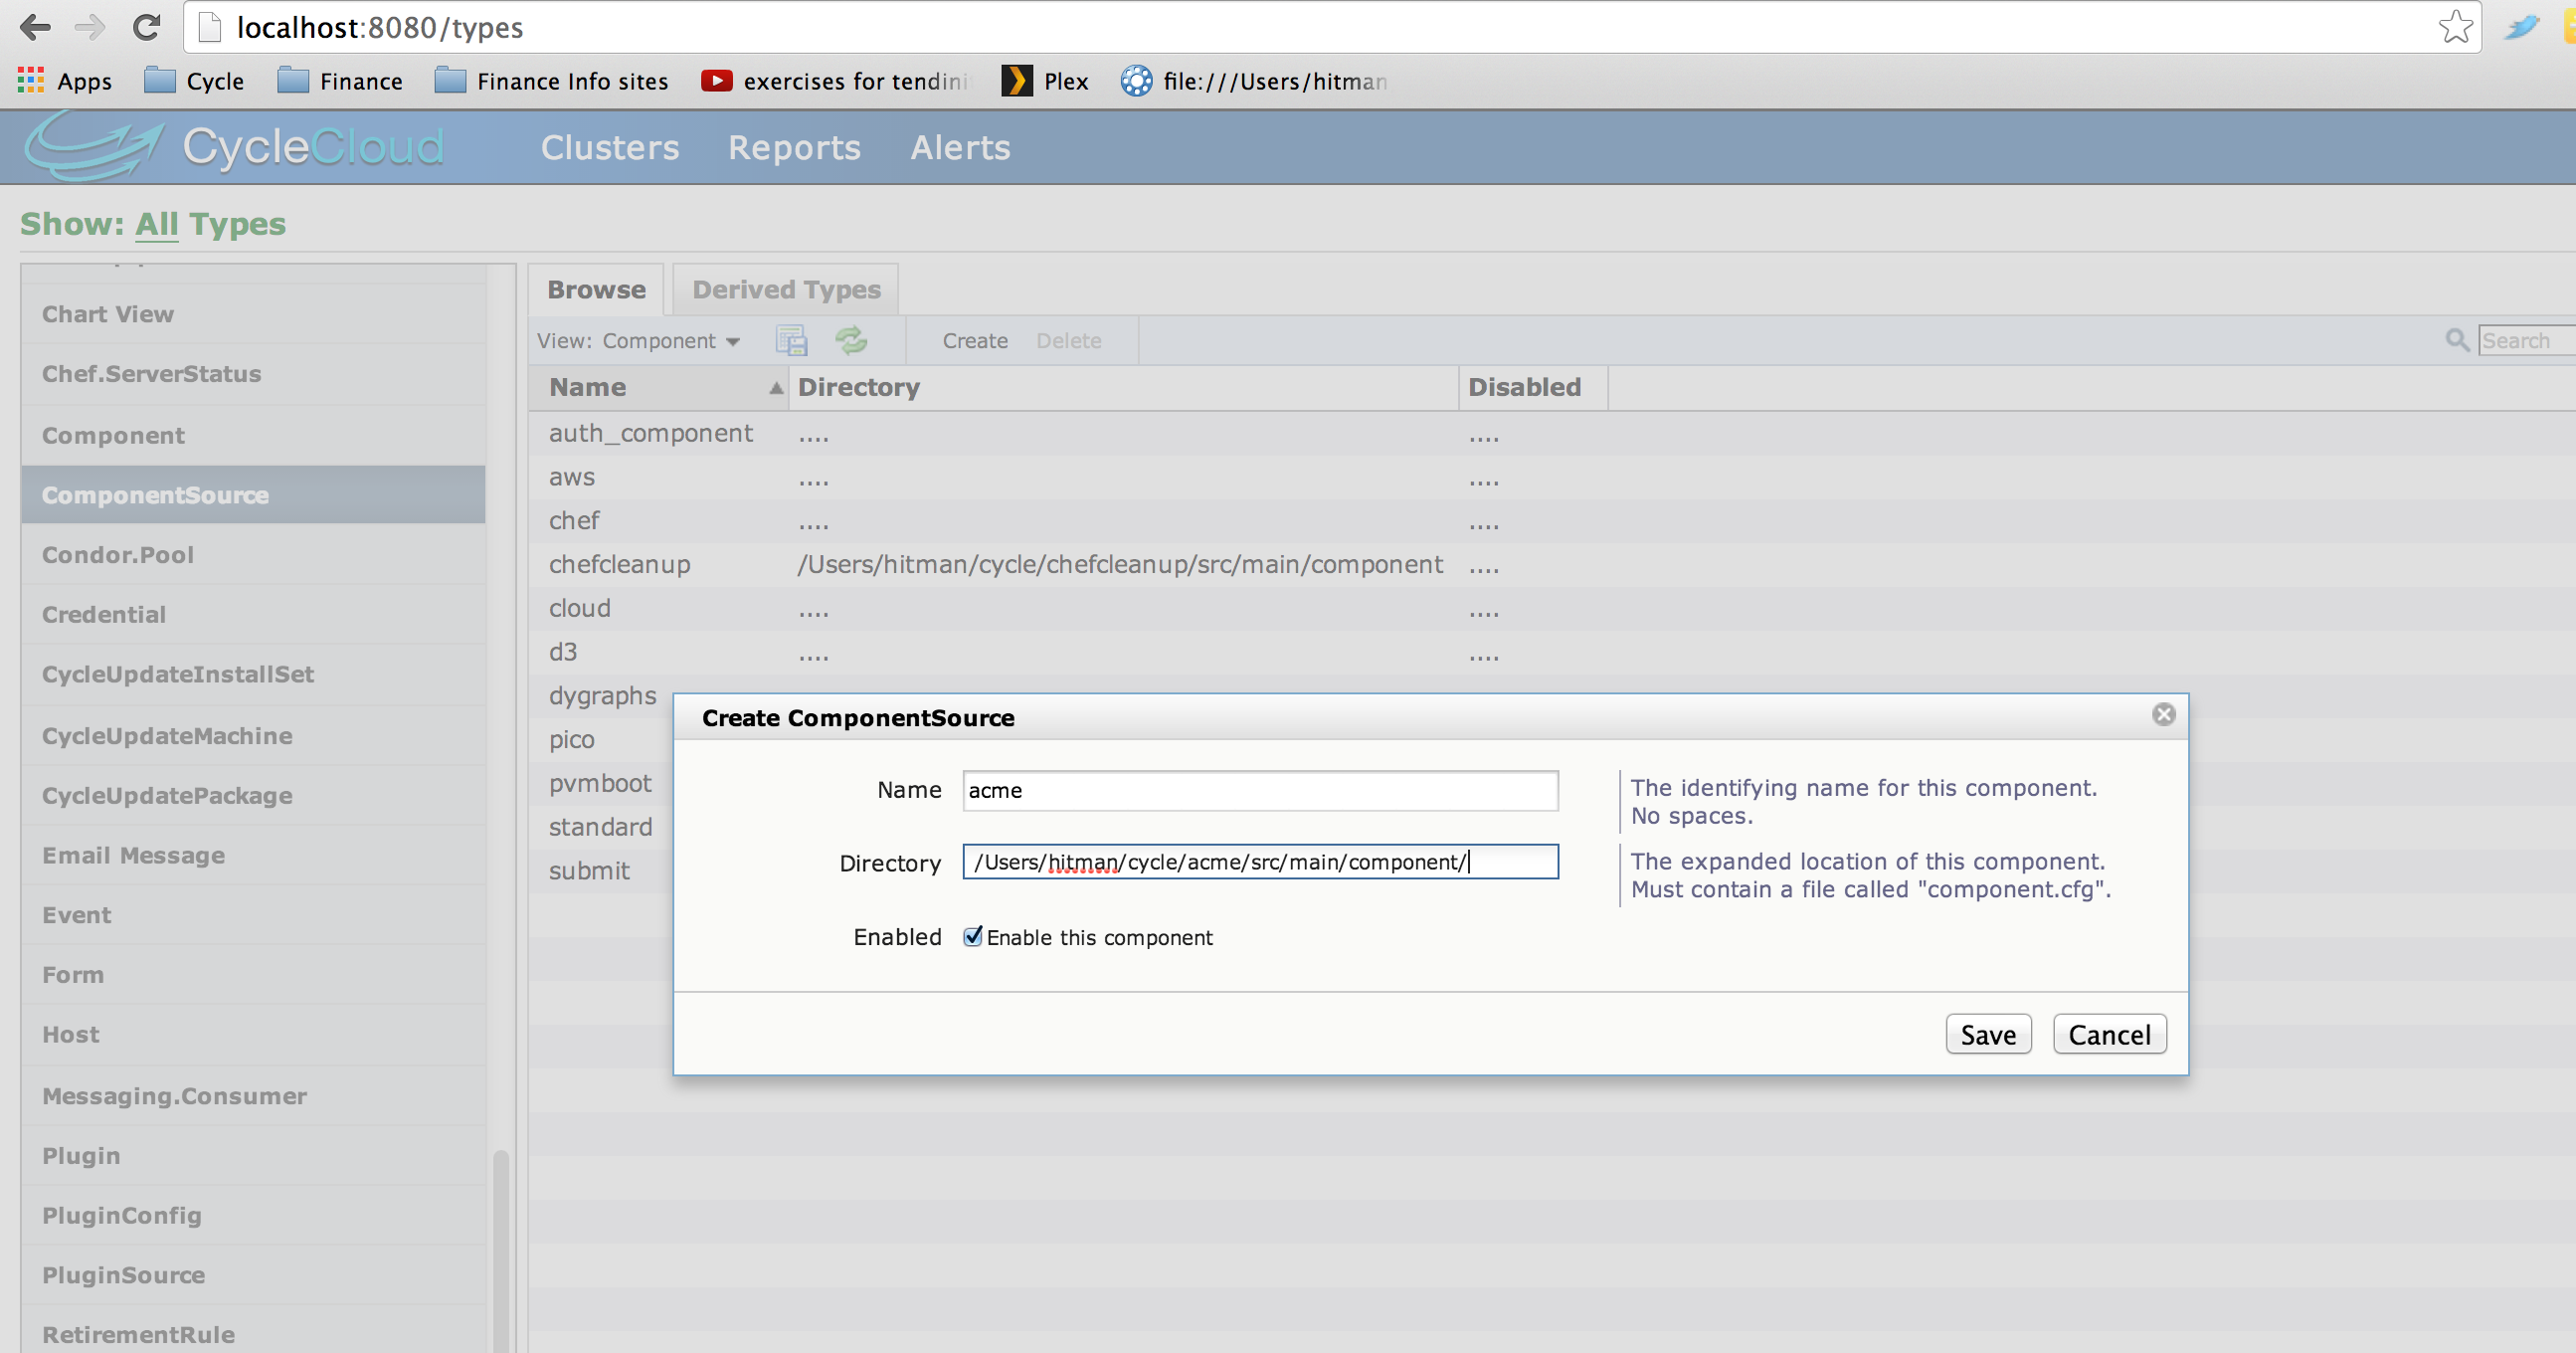 localhost:8080/types
Apps Cycle Finance Finance Info sites exercises for tendini Plex file:///Users/hitman
CycleCloud Clusters Reports Alerts
Show: All Types
Chart View
Chef.ServerStatus
Component
ComponentSource
Condor.Pool
Credential
CycleUpdateInstallSet
CycleUpdateMachine
CycleUpdatePackage
Email Message
Event
Form
Host
Messaging.Consumer
Plugin
PluginConfig
PluginSource
RetirementRule
Browse Derived Types
View: Component Create Delete Search
Name Directory Disabled
auth_component .... ....
aws .... ....
chef .... ....
chefcleanup /Users/hitman/cycle/chefcleanup/src/main/component ....
cloud .... ....
d3 .... ....
dygraphs
pico
pvmboot
standard
submit
Create ComponentSource
Name acme
The identifying name for this component.
No spaces.
Directory /Users/hitman/cycle/acme/src/main/component/
The expanded location of this component.
Must contain a file called "component.cfg".
Enabled Enable this component
Save Cancel